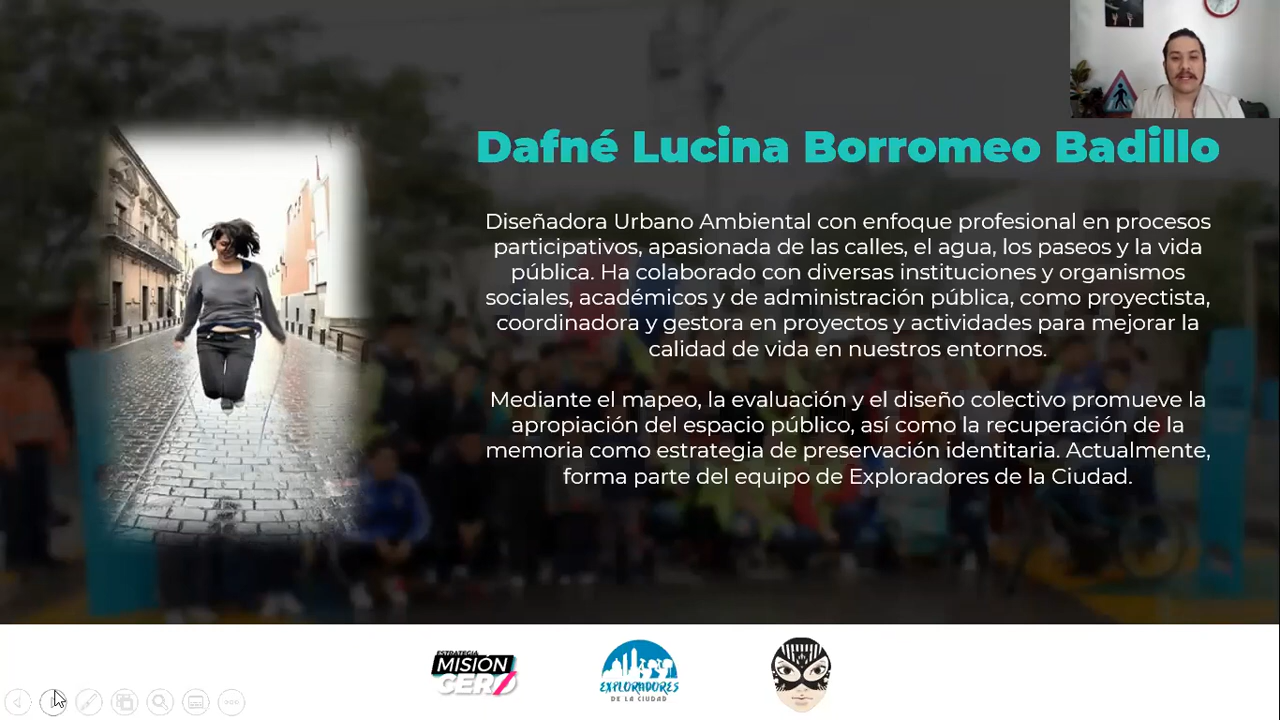 Dafné Lucina Borromeo Badillo
Diseñadora Urbano Ambiental con enfoque profesional en procesos
participativos, apasionada de las calles, el agua, los paseos y la vida
pública. Ha colaborado con diversas instituciones y organismos
sociales, académicos y de administración pública, como proyectista,
coordinadora y gestora en proyectos y actividades para mejorar la
calidad de vida en nuestros entornos.
Mediante el mapeo, la evaluación y el diseño colectivo promueve la
apropiación del espacio público, así como la recuperación de la
memoria como estrategia de preservación identitaria. Actualmente,
forma parte del equipo de Exploradores de la Ciudad.
ESTRATEGIA
MISIÓN
CERO
EXPLORADORES
DE LA CIUDAD